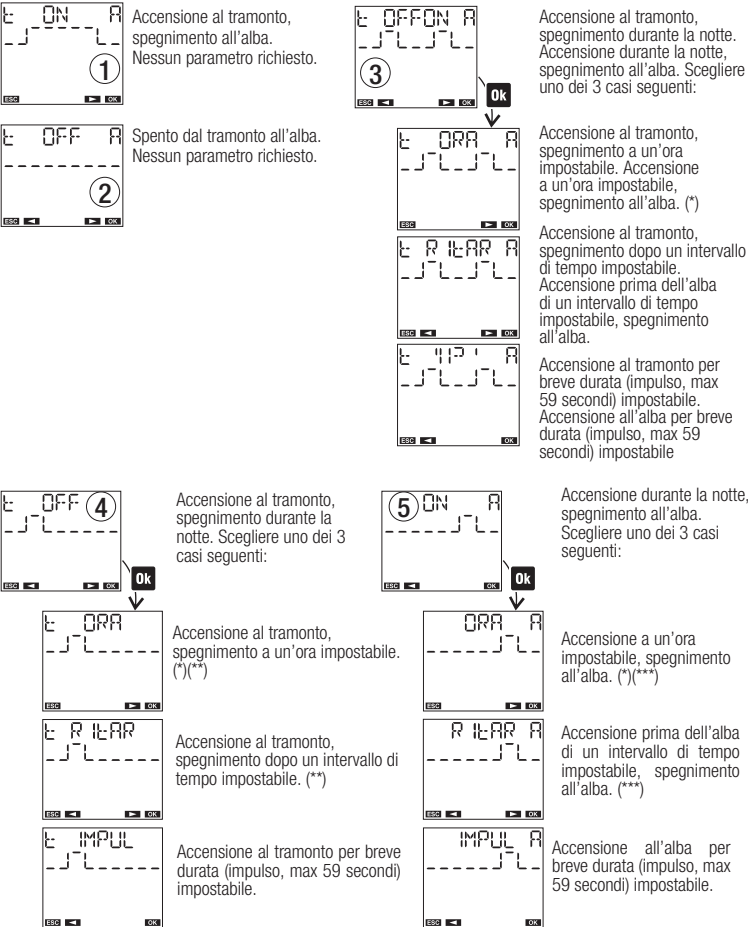 t ON A
1
ESC ► OK
Accensione al tramonto,
spegnimento all'alba.
Nessun parametro richiesto.
t OFF A
2
ESC ◄ ► OK
Spento dal tramonto all'alba.
Nessun parametro richiesto.
t OFFON A
3
ESC ◄ ► OK
Ok
Accensione al tramonto,
spegnimento durante la notte.
Accensione durante la notte,
spegnimento all'alba. Scegliere
uno dei 3 casi seguenti:
t ORA A
ESC ► OK
Accensione al tramonto,
spegnimento a un'ora
impostabile. Accensione
a un'ora impostabile,
spegnimento all'alba. (*)
t RItAR A
ESC ◄ ► OK
Accensione al tramonto,
spegnimento dopo un intervallo
di tempo impostabile.
Accensione prima dell'alba
di un intervallo di tempo
impostabile, spegnimento
all'alba.
t A
ESC ◄ OK
Accensione al tramonto per
breve durata (impulso, max
59 secondi) impostabile.
Accensione all'alba per breve
durata (impulso, max 59
secondi) impostabile
t OFF
4
ESC ◄ ► OK
Ok
Accensione al tramonto,
spegnimento durante la
notte. Scegliere uno dei 3
casi seguenti:
t ORA
ESC ► OK
Accensione al tramonto,
spegnimento a un'ora impostabile.
(*)(**)
t RItAR
ESC ◄ ► OK
Accensione al tramonto,
spegnimento dopo un intervallo di
tempo impostabile. (**)
t IMPUL
ESC ◄ OK
Accensione al tramonto per breve
durata (impulso, max 59 secondi)
impostabile.
5
ON A
ESC ◄ OK
Ok
Accensione durante la notte,
spegnimento all'alba.
Scegliere uno dei 3 casi
seguenti:
ORA A
ESC ► OK
Accensione a un'ora
impostabile, spegnimento
all'alba. (*)(***)
RItAR A
ESC ◄ ► OK
Accensione prima dell'alba
di un intervallo di tempo
impostabile, spegnimento
all'alba. (***)
IMPUL A
ESC ◄ OK
Accensione all'alba per
breve durata (impulso, max
59 secondi) impostabile.